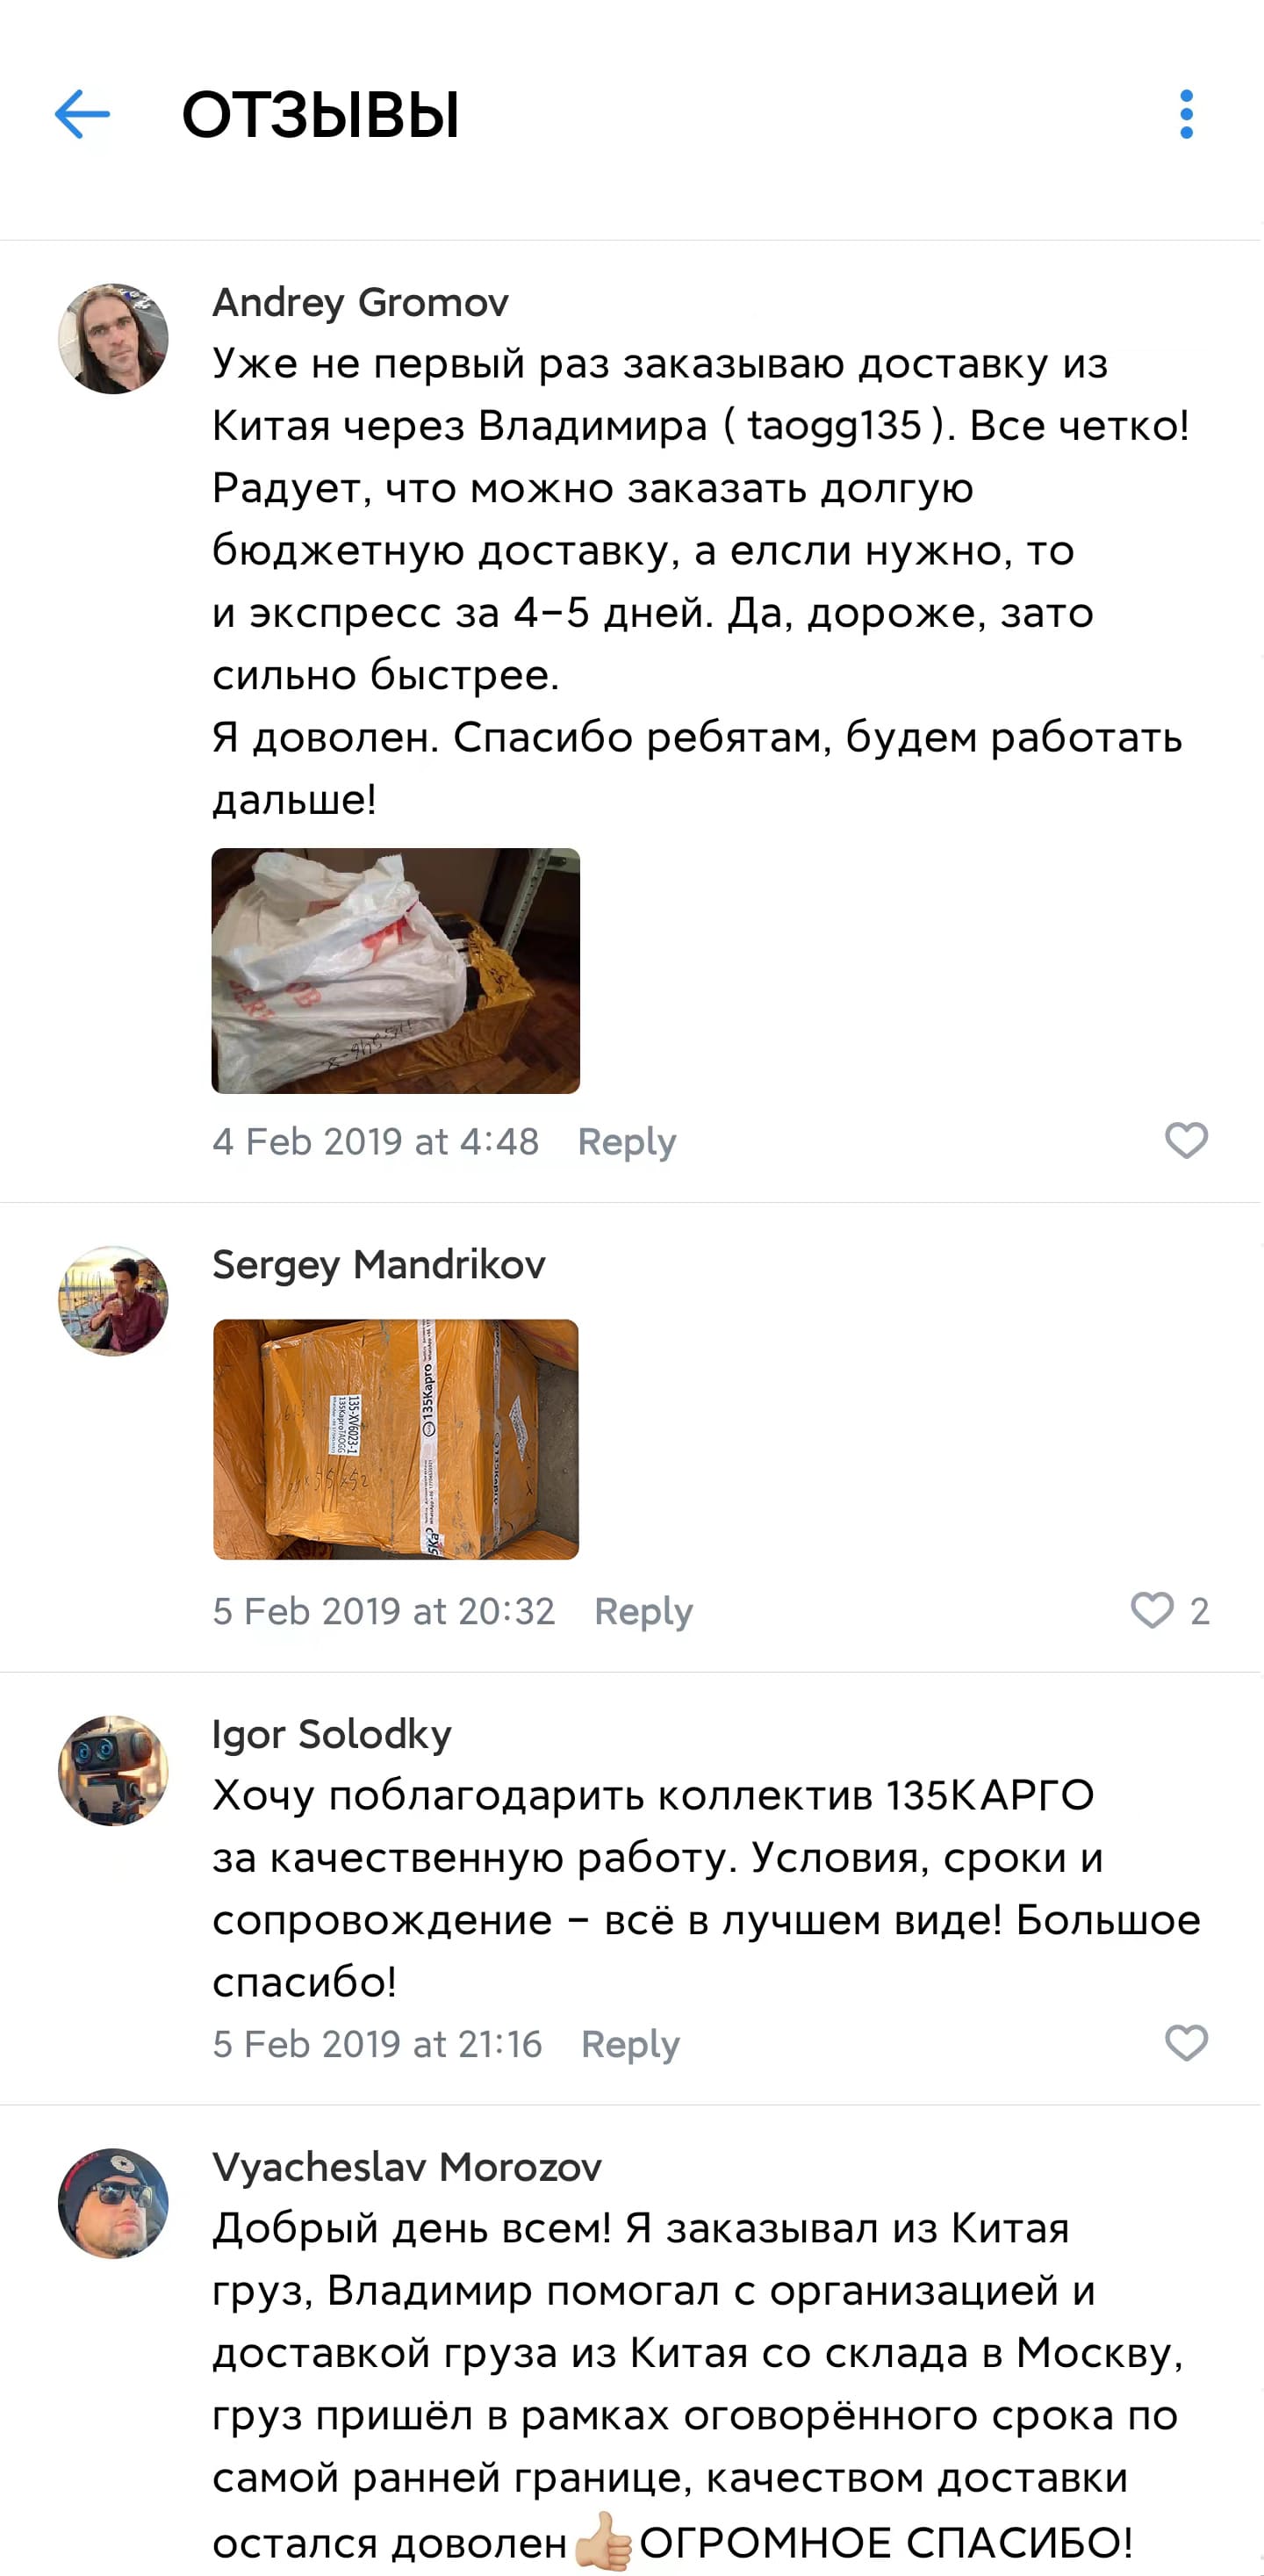 ОТЗЫВЫ
Andrey Gromov
Уже не первый раз заказываю доставку из
Китая через Владимира ( taogg135 ). Все четко!
Радует, что можно заказать долгую
бюджетную доставку, а елсли нужно, то
и экспресс за 4–5 дней. Да, дороже, зато
сильно быстрее.
Я доволен. Спасибо ребятам, будем работать
дальше!
4 Feb 2019 at 4:48 Reply
Sergey Mandrikov
135-XV6023-1
135КаргоTAOGG
135Карго
5 Feb 2019 at 20:32 Reply 2
Igor Solodky
Хочу поблагодарить коллектив 135КАРГО
за качественную работу. Условия, сроки и
сопровождение – всё в лучшем виде! Большое
спасибо!
5 Feb 2019 at 21:16 Reply
Vyacheslav Morozov
Добрый день всем! Я заказывал из Китая
груз, Владимир помогал с организацией и
доставкой груза из Китая со склада в Москву,
груз пришёл в рамках оговорённого срока по
самой ранней границе, качеством доставки
остался доволен👍🏼ОГРОМНОЕ СПАСИБО!